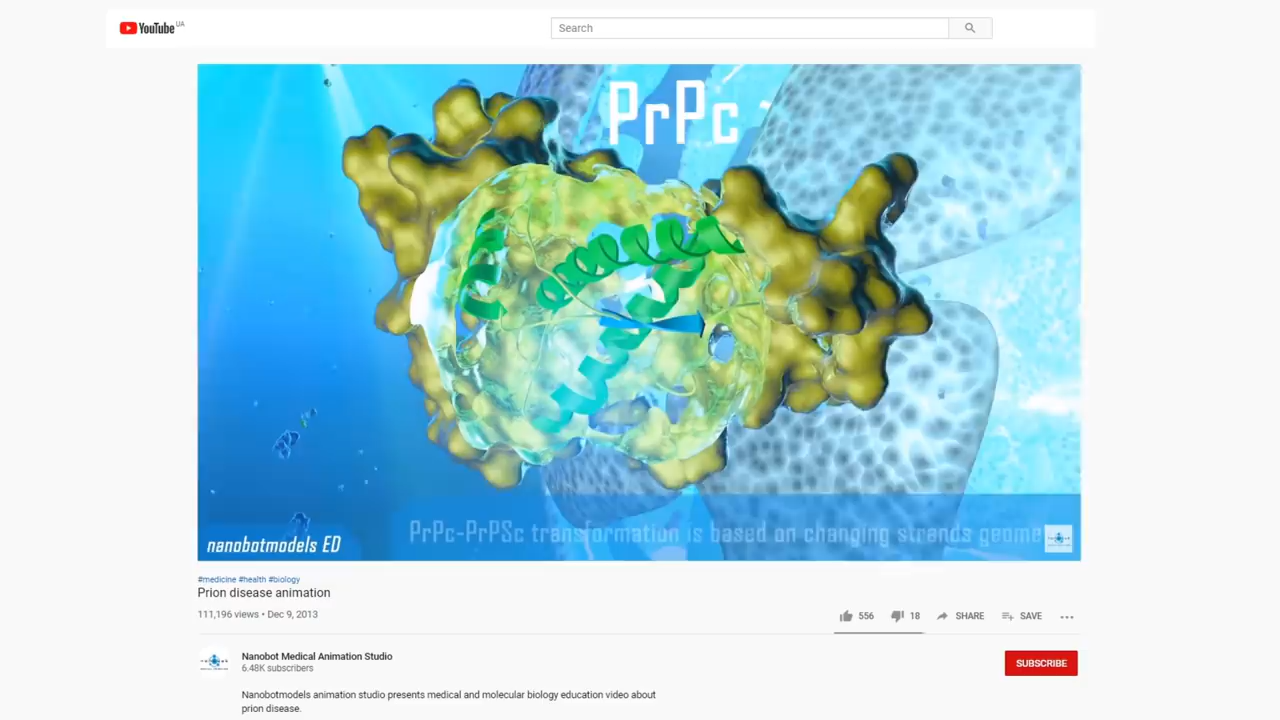 YouTube UA
Search
PrPc
PrPc-PrPSc transformation is based on changing strands geome
nanobotmodels ED
#medicine #health #biology
Prion disease animation
111,196 views • Dec 9, 2013
556
18
SHARE
SAVE
Nanobot Medical Animation Studio
6.48K subscribers
SUBSCRIBE
Nanobotmodels animation studio presents medical and molecular biology education video about
prion disease.